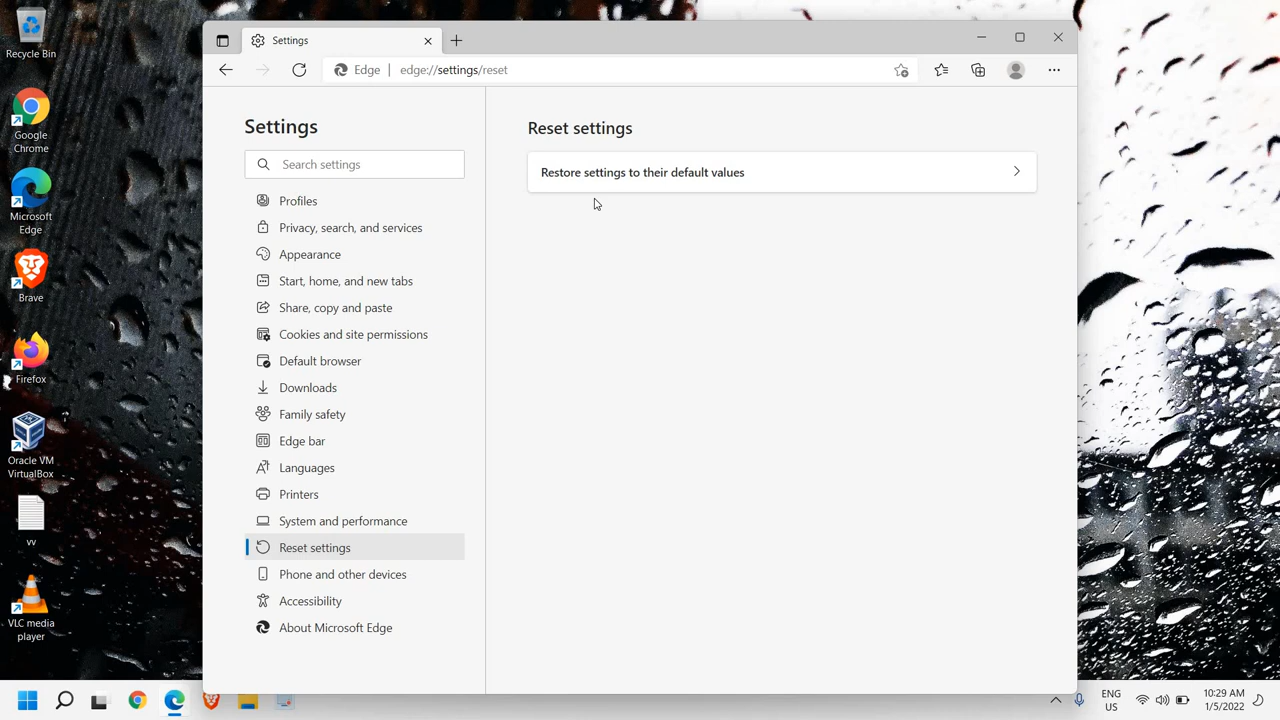 Recycle Bin
Google
Chrome
Microsoft
Edge
Brave
Firefox
Oracle VM
VirtualBox
vv
VLC media
player
Settings
Edge
edge://settings/reset
Settings
Search settings
Profiles
Privacy, search, and services
Appearance
Start, home, and new tabs
Share, copy and paste
Cookies and site permissions
Default browser
Downloads
Family safety
Edge bar
Languages
Printers
System and performance
Reset settings
Phone and other devices
Accessibility
About Microsoft Edge
Reset settings
Restore settings to their default values
ENG
US
10:29 AM
1/5/2022